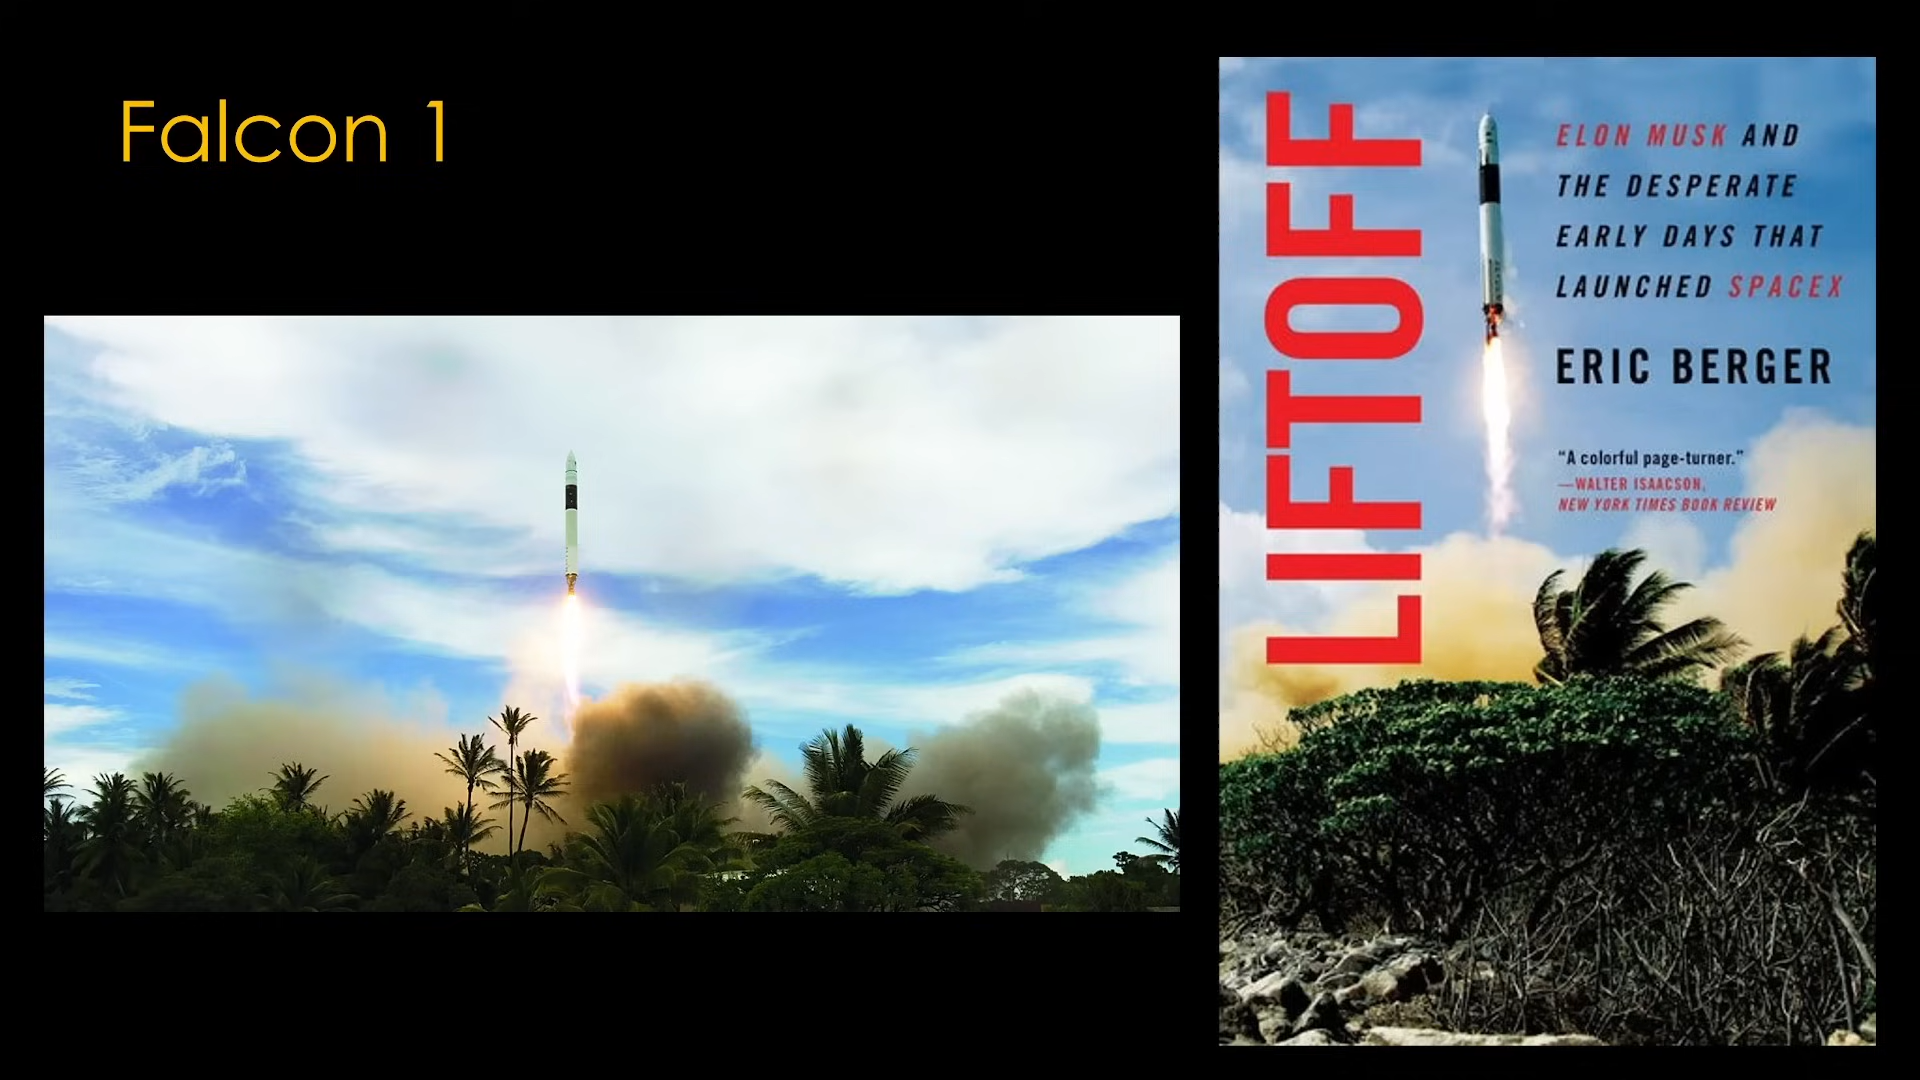 Falcon 1
LIFTOFF
ELON MUSK AND
THE DESPERATE
EARLY DAYS THAT
LAUNCHED SPACEX
ERIC BERGER
“A colorful page-turner.”
—WALTER ISAACSON,
NEW YORK TIMES BOOK REVIEW